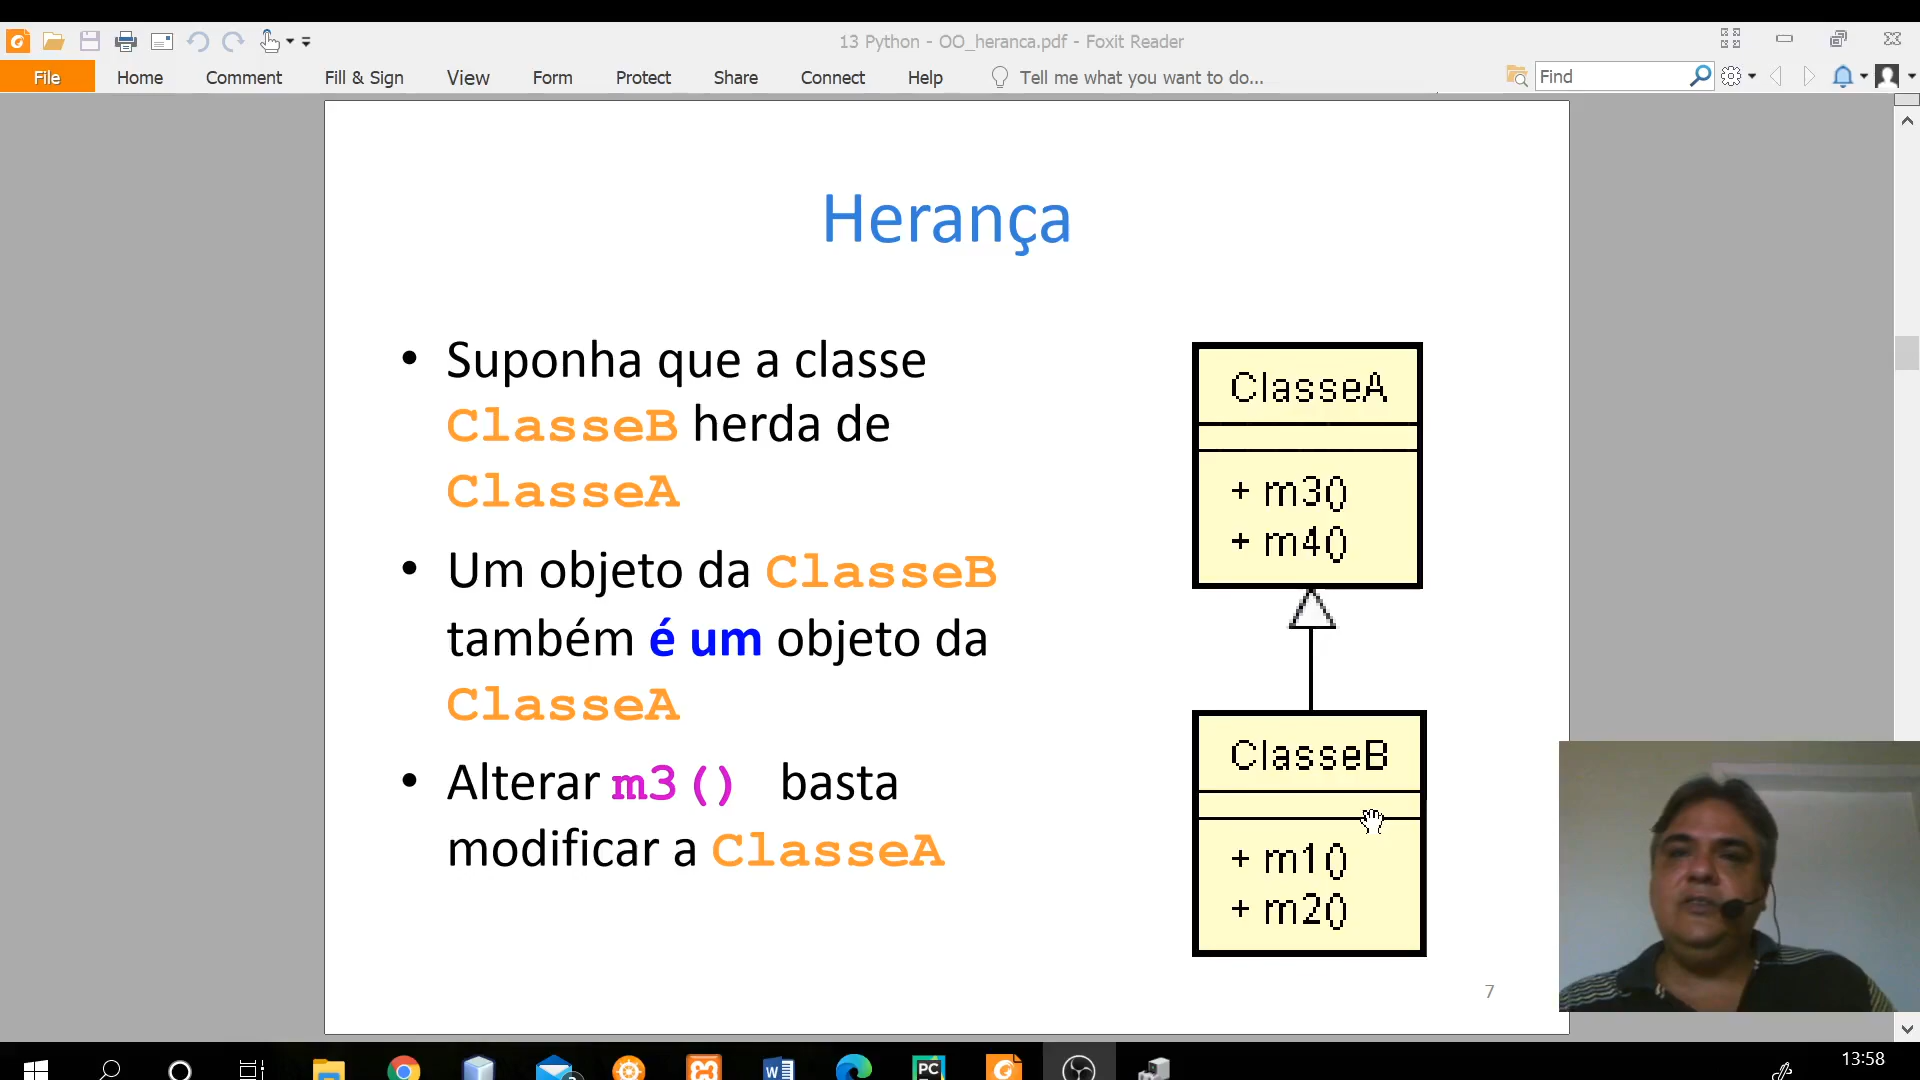 13 Python - OO_heranca.pdf - Foxit Reader
File Home Comment Fill & Sign View Form Protect Share Connect Help Tell me what you want to do... Find
Herança
• Suponha que a classe
ClasseB herda de
ClasseA
• Um objeto da ClasseB
também é um objeto da
ClasseA
• Alterar m3() basta
modificar a ClasseA
ClasseA
+ m3()
+ m4()
ClasseB
+ m1()
+ m2()
7
PC
13:58